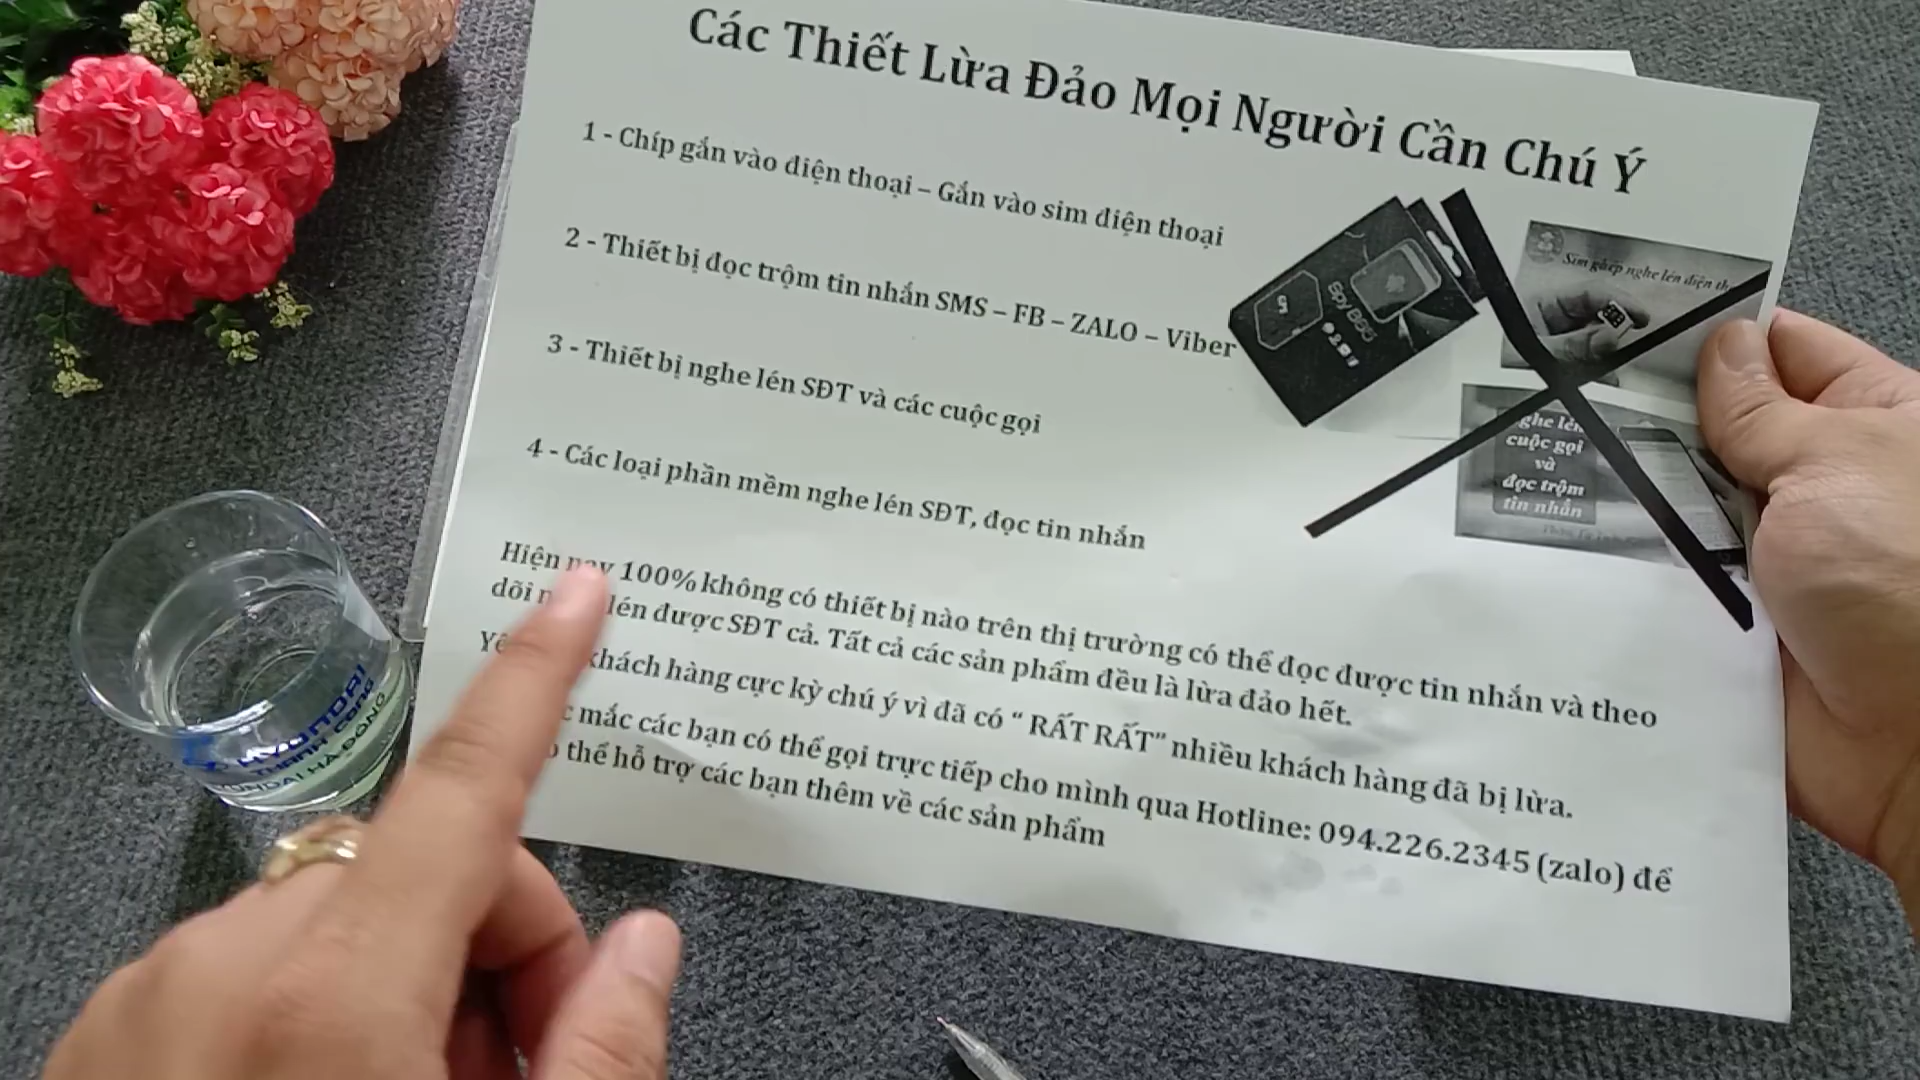 Các Thiết Lừa Đảo Mọi Người Cần Chú Ý
1 - Chíp gắn vào điện thoại – Gắn vào sim điện thoại
2 - Thiết bị đọc trộm tin nhắn SMS – FB – ZALO – Viber
3 - Thiết bị nghe lén SĐT và các cuộc gọi
4 - Các loại phần mềm nghe lén SĐT, đọc tin nhắn
Hiện nay 100% không có thiết bị nào trên thị trường có thể đọc được tin nhắn và theo
dõi lén được SĐT cả. Tất cả các sản phẩm đều là lừa đảo hết.
khách hàng cực kỳ chú ý vì đã có “ RẤT RẤT” nhiều khách hàng đã bị lừa.
mắc các bạn có thể gọi trực tiếp cho mình qua Hotline: 094.226.2345 (zalo) để
thể hỗ trợ các bạn thêm về các sản phẩm
Spy
Sim ghép nghe lén điện
nghe lén
cuộc gọi
và
đọc trộm
tin nhắn
HYUNDAI
THANH CONG
HYUNDAI HÀ ĐÔNG